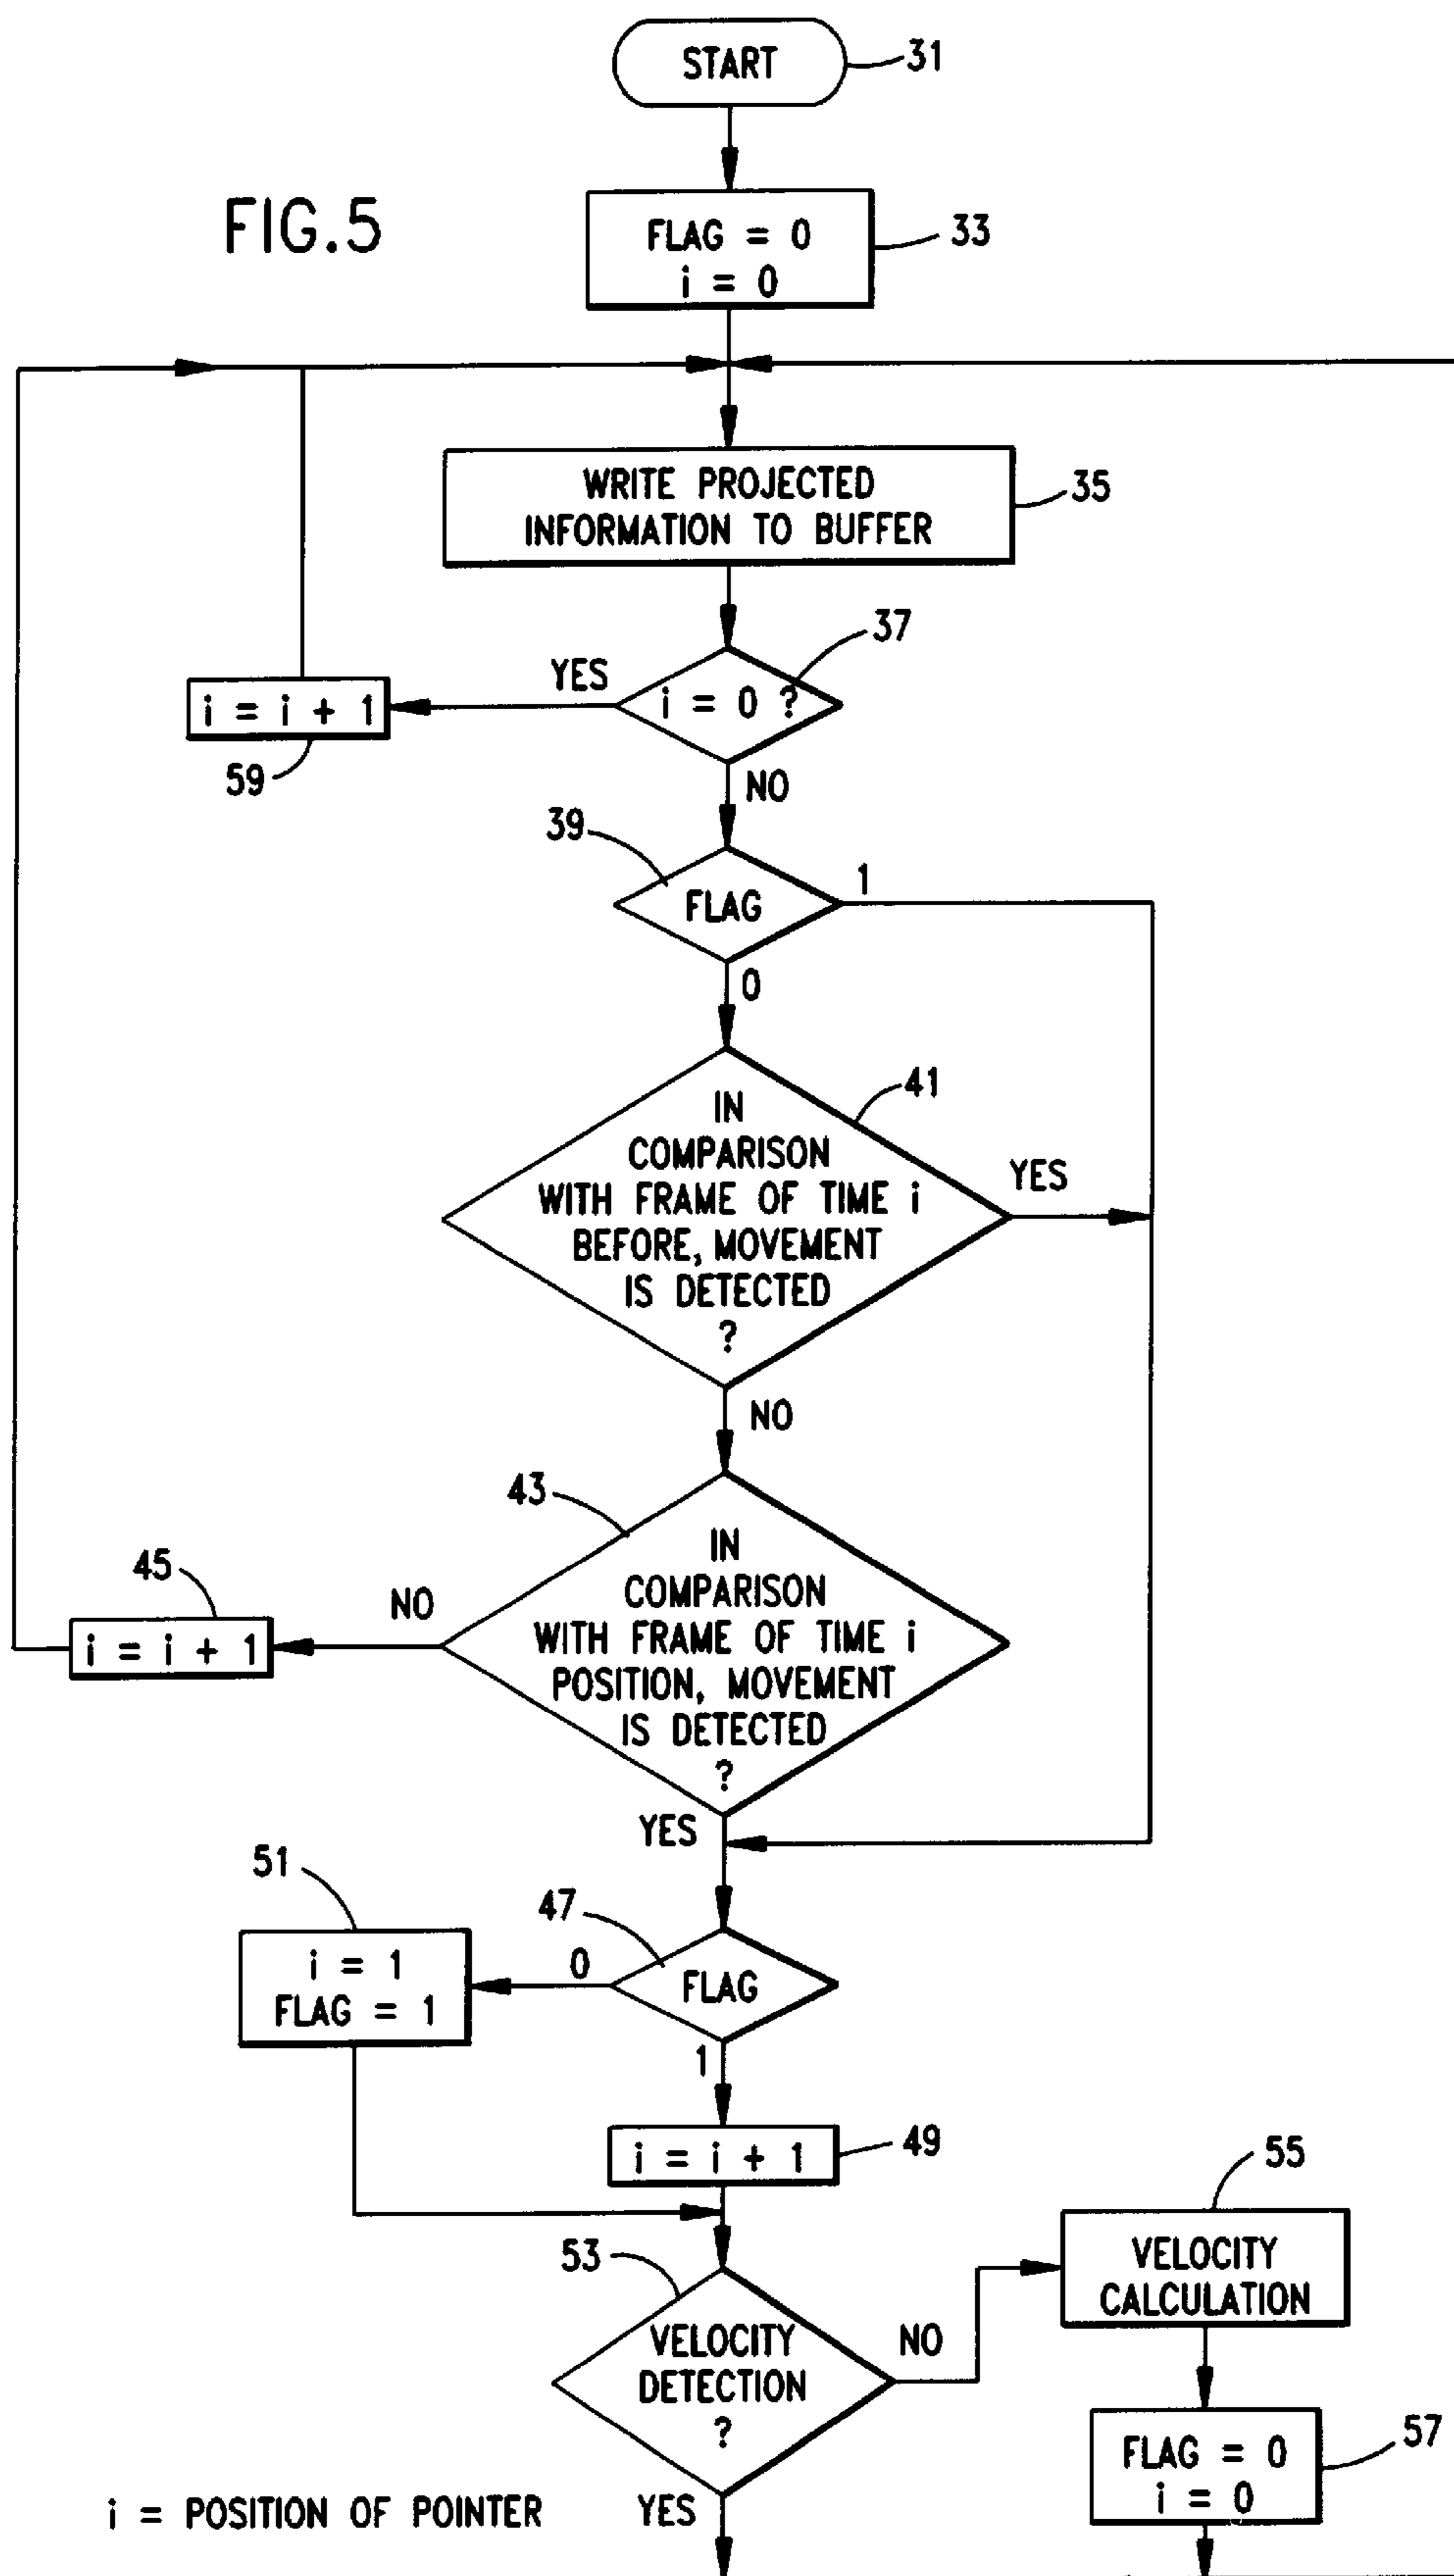 START
31
FIG.5
FLAG = 0
i = 0
33
WRITE PROJECTED
INFORMATION TO BUFFER
35
37
YES
i = 0 ?
i = i + 1
59
NO
39
FLAG
1
0
41
IN
COMPARISON
WITH FRAME OF TIME i
BEFORE, MOVEMENT
IS DETECTED
?
YES
NO
43
IN
COMPARISON
WITH FRAME OF TIME i
POSITION, MOVEMENT
IS DETECTED
?
45
NO
i = i + 1
YES
51
i = 1
FLAG = 1
47
0
FLAG
1
i = i + 1
49
53
VELOCITY
DETECTION
?
NO
55
VELOCITY
CALCULATION
57
FLAG = 0
i = 0
i = POSITION OF POINTER
YES